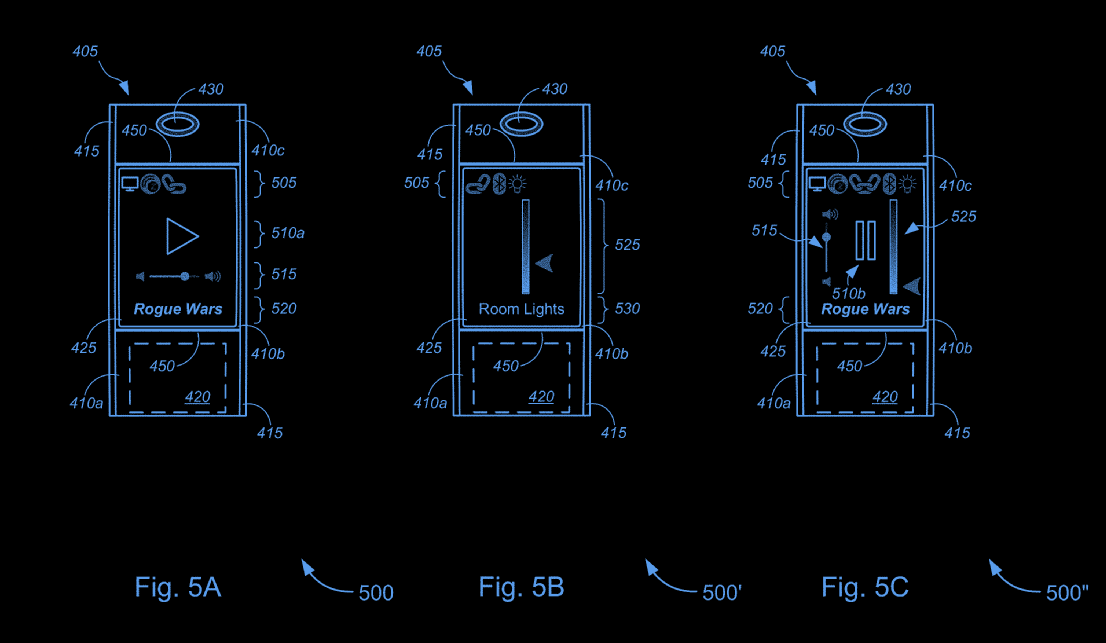 405 405 405
430 430 430
450 450 450
415 410c 415 410c 415 410c
505 505 505
510a 525 515 525
515 510b
Rogue Wars 520 Room Lights 530 520 Rogue Wars
425 410b 425 410b 425 410b
450 450 450
410a 420 410a 420 410a 420
415 415 415
Fig. 5A 500 Fig. 5B 500' Fig. 5C 500"